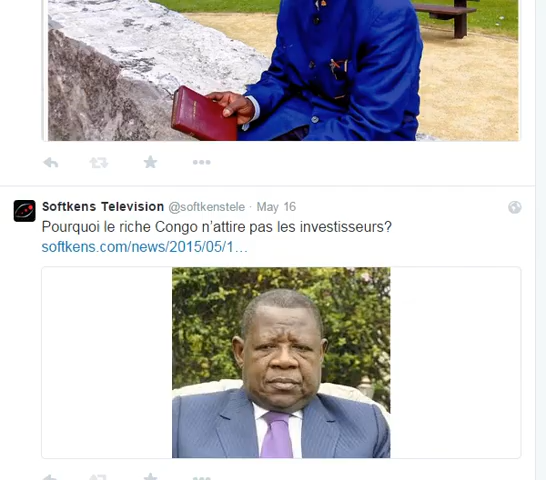 Softkens Television @softkenstele · May 16
Pourquoi le riche Congo n'attire pas les investisseurs?
softkens.com/news/2015/05/1…